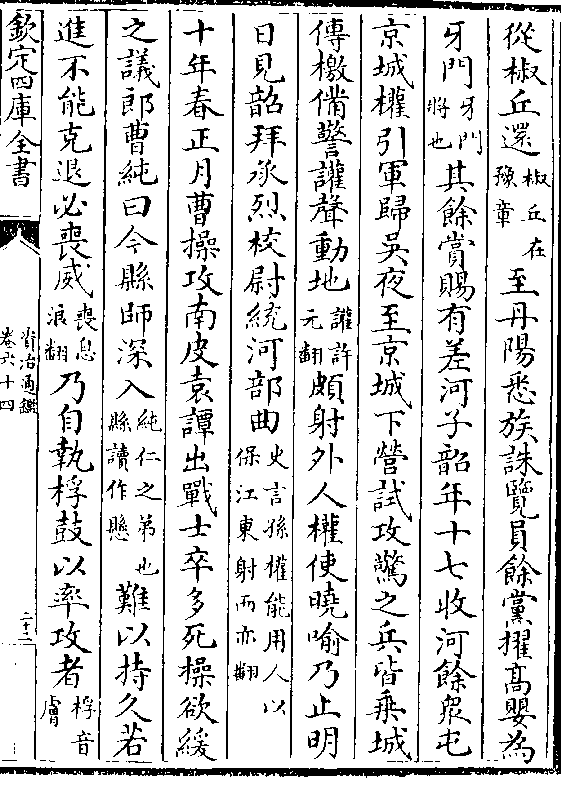 從椒丘還椒丘在豫章至丹陽悉族誅覽員餘黨擢高嬰為
牙門牙門將也其餘賞賜有差河子韶年十七收河餘衆屯
京城權引軍歸吳夜至京城下營試攻驚之兵皆乗城
傳檄備警讙聲動地讙許元翻頗射外人權使曉喻乃止明
日見韶拜承烈校尉統河部曲史言孫權能用人以保江東射而亦翻
十年春正月曹操攻南皮袁譚出戰士卒多死操欲緩
之議郎曹純曰今縣師深入純仁之弟也縣讀作懸難以持久若
進不能克退必喪威喪息浪翻乃自執桴鼓以率攻者桴音膚
欽定四庫全書
資治通鑑
卷六十四
二十二